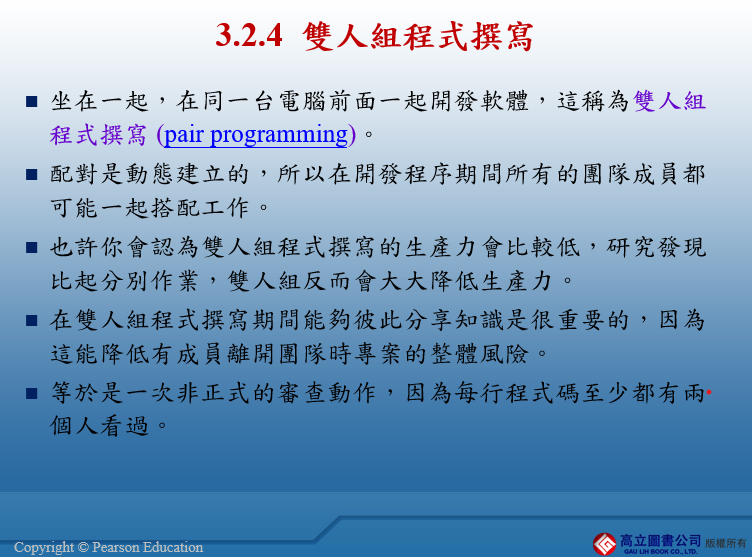 3.2.4 雙人組程式撰寫
■ 坐在一起，在同一台電腦前面一起開發軟體，這稱為雙人組
程式撰寫 (pair programming)。
■ 配對是動態建立的，所以在開發程序期間所有的團隊成員都
可能一起搭配工作。
■ 也許你會認為雙人組程式撰寫的生產力會比較低，研究發現
比起分別作業，雙人組反而會大大降低生產力。
■ 在雙人組程式撰寫期間能夠彼此分享知識是很重要的，因為
這能降低有成員離開團隊時專案的整體風險。
■ 等於是一次非正式的審查動作，因為每行程式碼至少都有兩
個人看過。
Copyright © Pearson Education
高立圖書公司 版權所有
GAU LIH BOOK CO., LTD.